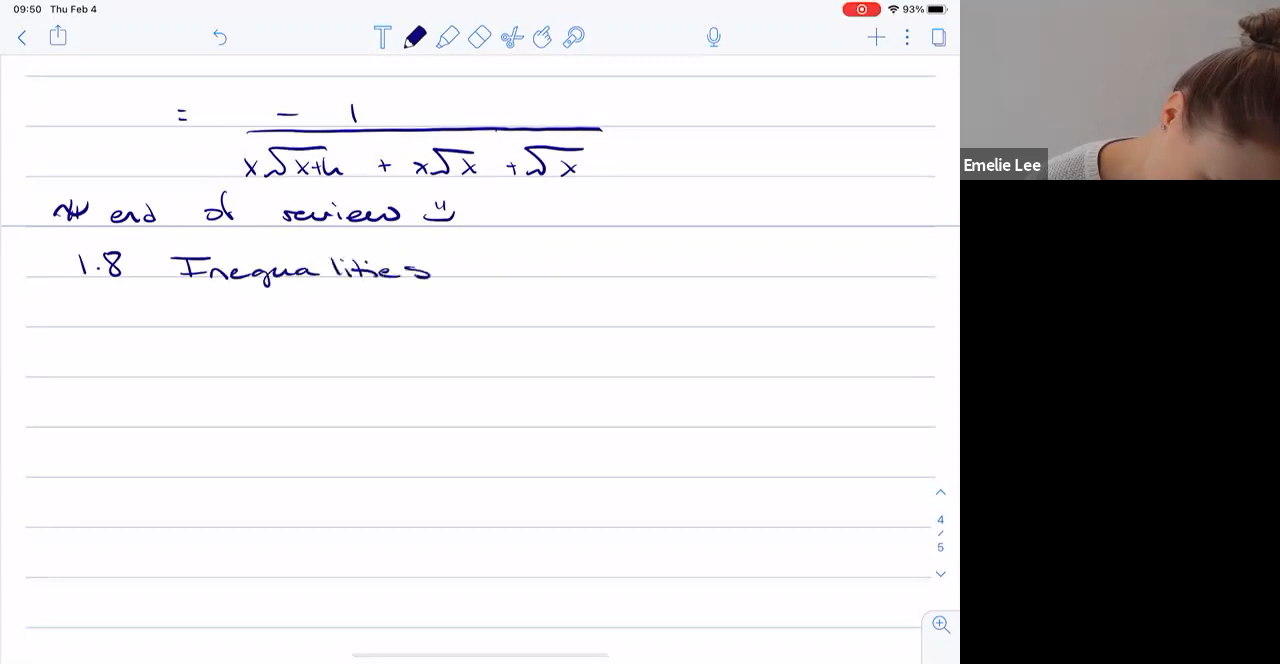 09:50 Thu Feb 4
93%
= - 1
x√x+h + x√x + √x
end of review
1.8 Inequalities
4
/
5
Emelie Lee